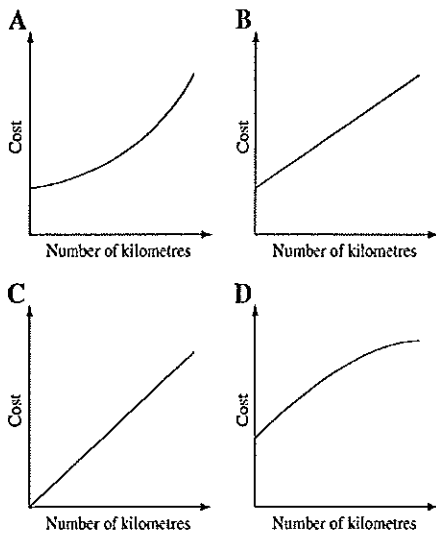 A
Cost
Number of kilometres
B
Cost
Number of kilometres
C
Cost
Number of kilometres
D
Cost
Number of kilometres